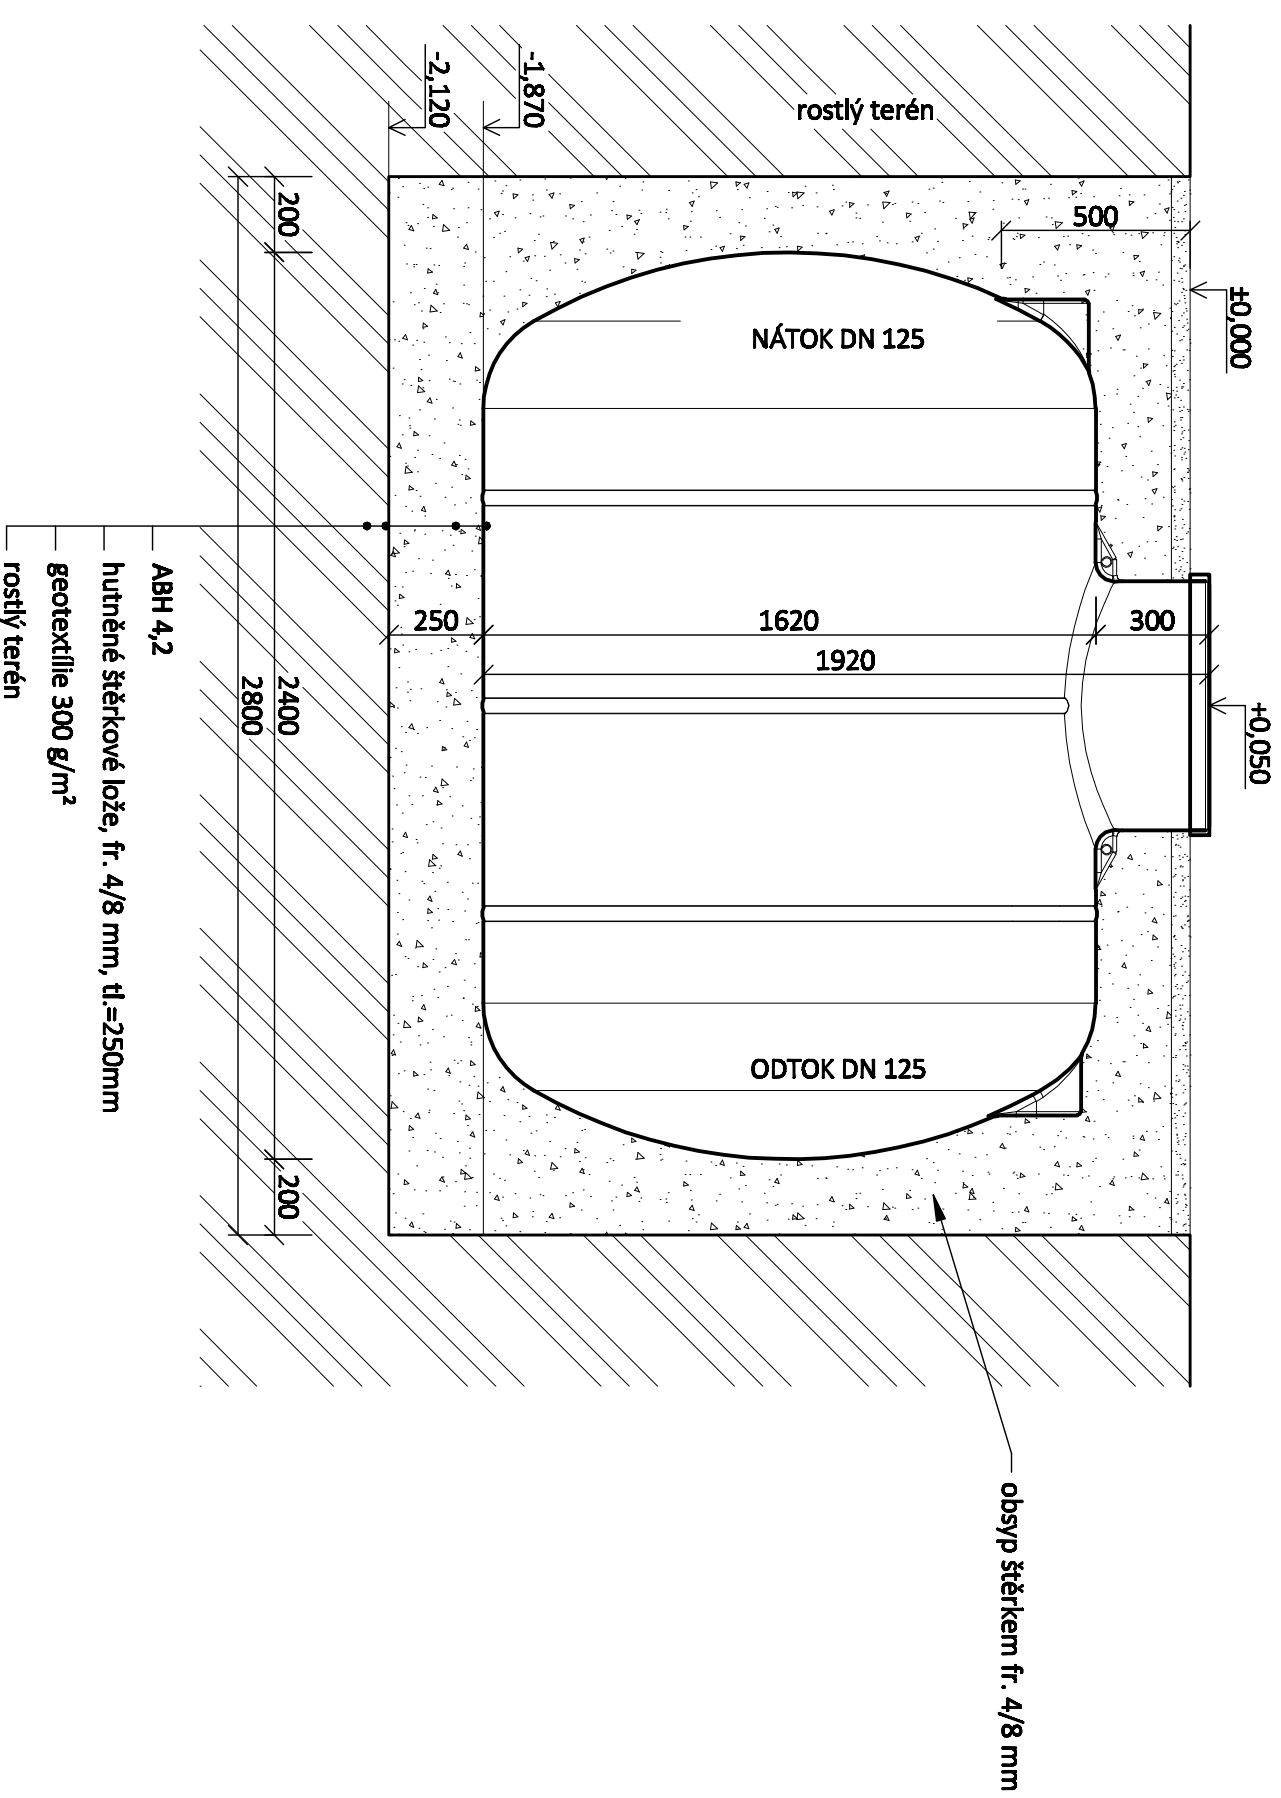 +0,050
±0,000
500
300
1620
1920
250
rostlý terén
NÁTOK DN 125
ODTOK DN 125
-1,870
-2,120
200
2400
200
2800
obsyp štěrkem fr. 4/8 mm
ABH 4,2
hutněné štěrkové lože, fr. 4/8 mm, tl.=250mm
geotextílie 300 g/m²
rostlý terén